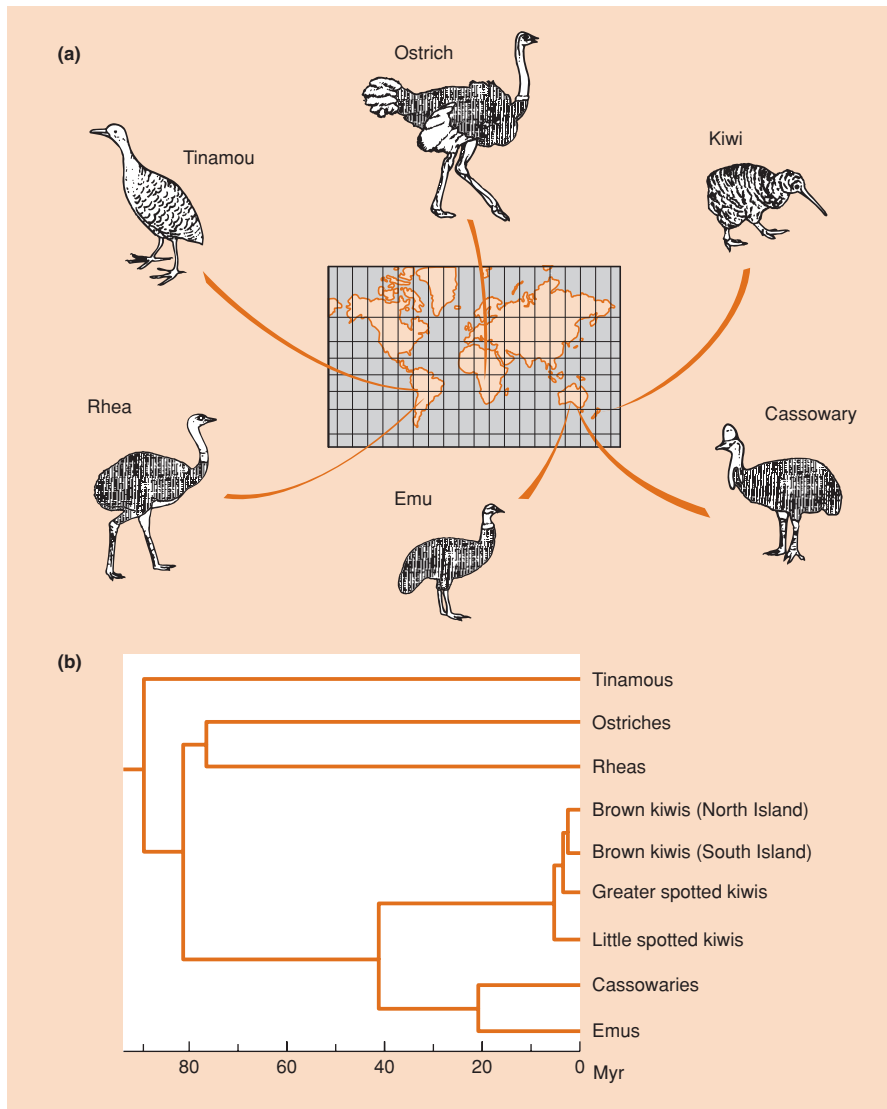 (a)
Ostrich
Tinamou
Kiwi
Rhea
Cassowary
Emu
(b)
Tinamous
Ostriches
Rheas
Brown kiwis (North Island)
Brown kiwis (South Island)
Greater spotted kiwis
Little spotted kiwis
Cassowaries
Emus
80 60 40 20 0 Myr